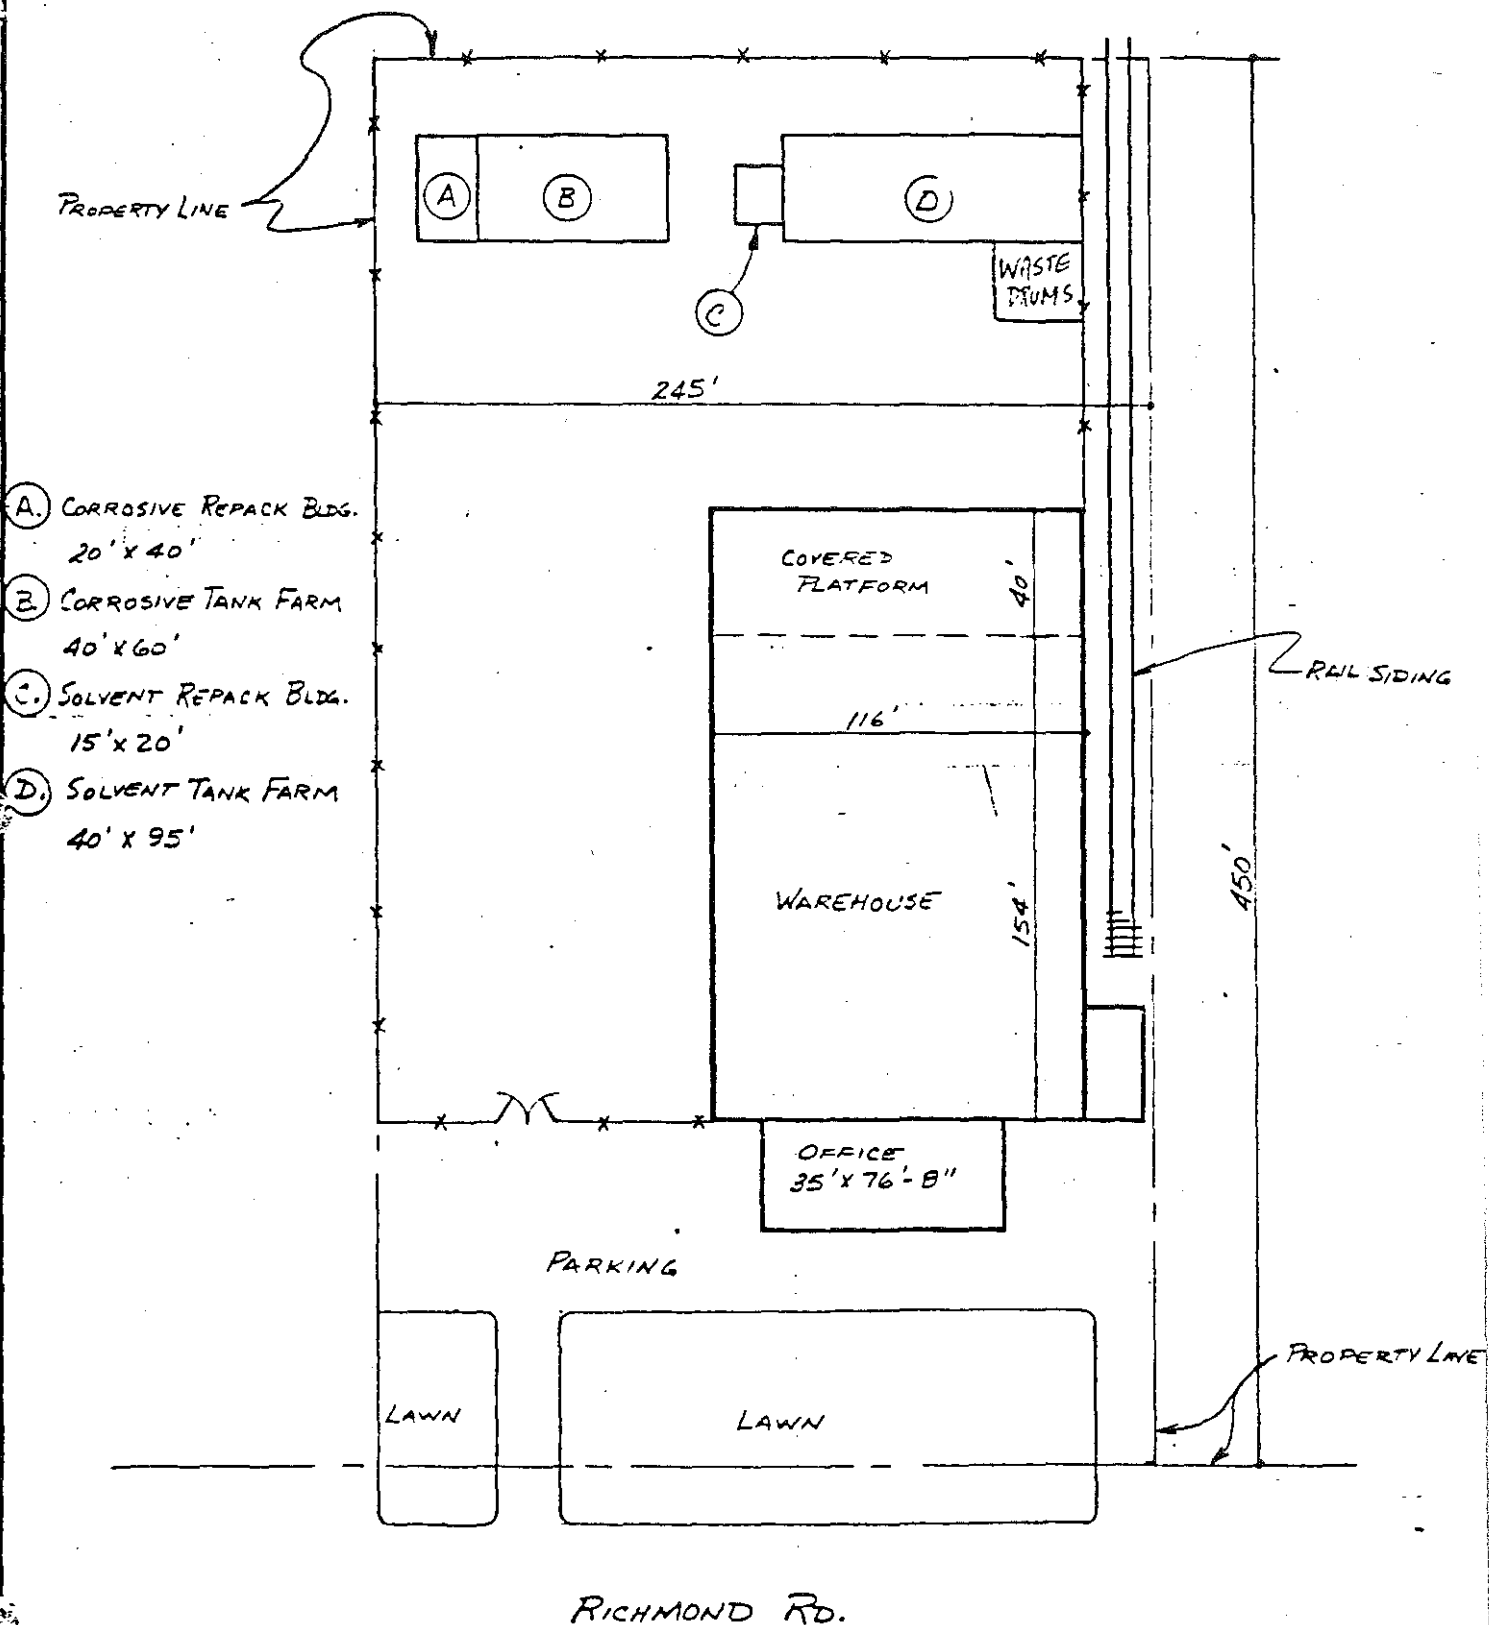 PROPERTY LINE
A
B
C
D
WASTE
DRUMS
245'
A. CORROSIVE REPACK BLDG.
20' x 40'
B CORROSIVE TANK FARM
40' x 60'
C. SOLVENT REPACK BLDG.
15' x 20'
D. SOLVENT TANK FARM
40' x 95'
COVERED
PLATFORM
40'
116'
RAIL SIDING
WAREHOUSE
154'
450'
OFFICE
35' x 76'-8"
PARKING
PROPERTY LINE
LAWN
LAWN
RICHMOND RD.